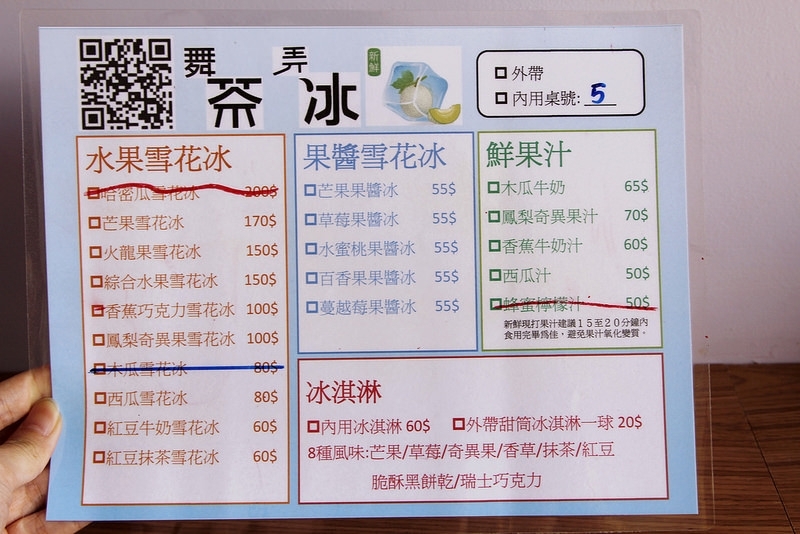 舞弄
茶冰
新鮮
☐外帶
☐內用桌號: 5
水果雪花冰
☐哈密瓜雪花冰 200$
☐芒果雪花冰 170$
☐火龍果雪花冰 150$
☐綜合水果雪花冰 150$
☐香蕉巧克力雪花冰 100$
☐鳳梨奇異果雪花冰 100$
☐木瓜雪花冰 80$
☐西瓜雪花冰 80$
☐紅豆牛奶雪花冰 60$
☐紅豆抹茶雪花冰 60$
果醬雪花冰
☐芒果果醬冰 55$
☐草莓果醬冰 55$
☐水蜜桃果醬冰 55$
☐百香果果醬冰 55$
☐蔓越莓果醬冰 55$
鮮果汁
☐木瓜牛奶 65$
☐鳳梨奇異果汁 70$
☐香蕉牛奶汁 60$
☐西瓜汁 50$
☐蜂蜜檸檬汁 50$
新鮮現打果汁建議15至20分鐘內
食用完畢為佳，避免果汁氧化變質。
冰淇淋
☐內用冰淇淋 60$ ☐外帶甜筒冰淇淋一球 20$
8種風味:芒果/草莓/奇異果/香草/抹茶/紅豆
脆酥黑餅乾/瑞士巧克力